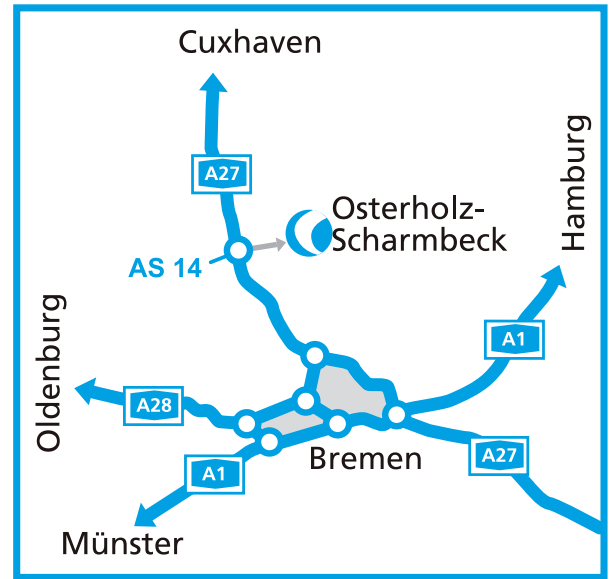 Cuxhaven
Hamburg
A27
Osterholz-
Scharmbeck
AS 14
Oldenburg
A1
A28
Bremen
A27
A1
Münster